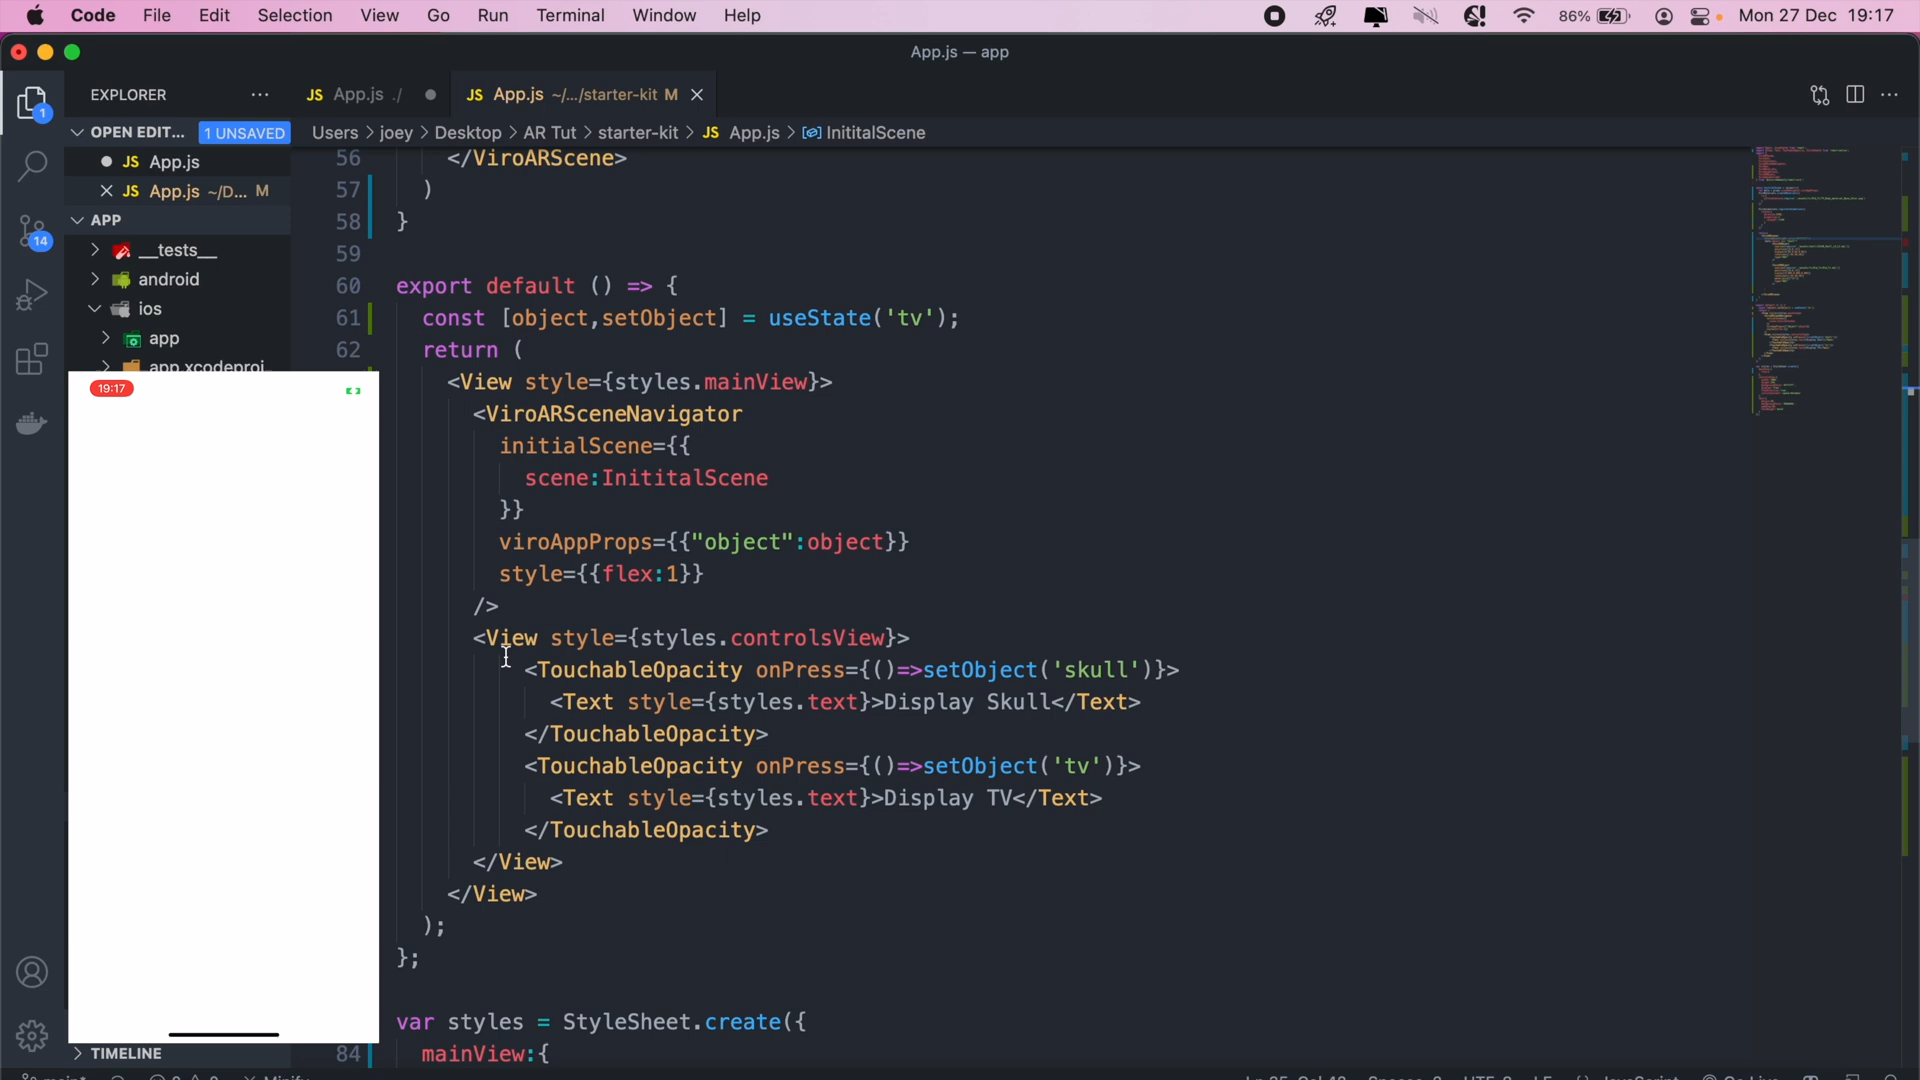 Code File Edit Selection View Go Run Terminal Window Help 86% Mon 27 Dec 19:17
App.js — app
EXPLORER ···
JS App.js ./
JS App.js ~/.../starter-kit M
OPEN EDIT... 1 UNSAVED
Users > joey > Desktop > AR Tut > starter-kit > JS App.js > InititalScene
JS App.js
JS App.js ~/D... M
APP
__tests__
android
ios
app
app.xcodeproj
1
14
19:17
TIMELINE
56 </ViroARScene>
57 )
58 }
59
60 export default () => {
61 const [object,setObject] = useState('tv');
62 return (
<View style={styles.mainView}>
<ViroARSceneNavigator
initialScene={{
scene:InititalScene
}}
viroAppProps={{"object":object}}
style={{flex:1}}
/>
<View style={styles.controlsView}>
<TouchableOpacity onPress={()=>setObject('skull')}>
<Text style={styles.text}>Display Skull</Text>
</TouchableOpacity>
<TouchableOpacity onPress={()=>setObject('tv')}>
<Text style={styles.text}>Display TV</Text>
</TouchableOpacity>
</View>
</View>
);
};
var styles = StyleSheet.create({
84 mainView:{